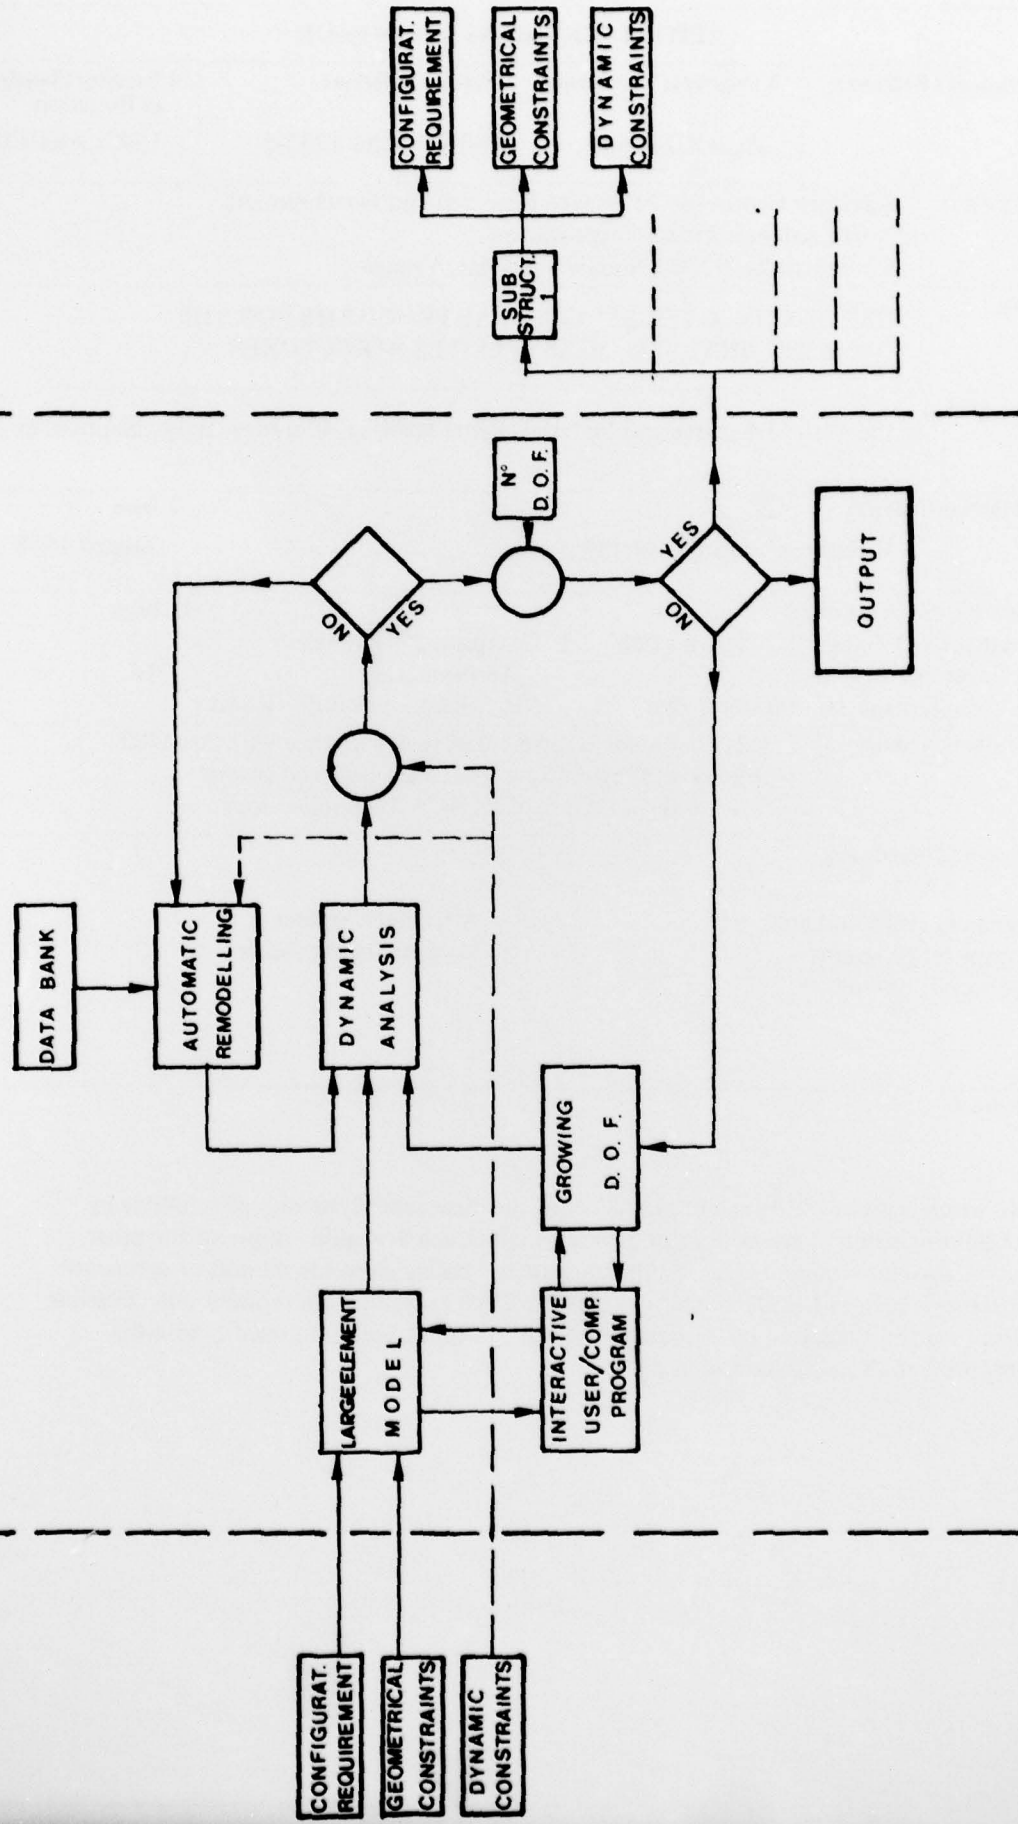 DATA BANK
AUTOMATIC
REMODELLING
CONFIGURAT.
REQUIREMENT
GEOMETRICAL
CONSTRAINTS
DYNAMIC
CONSTRAINTS
LARGE ELEMENT
MODEL
DYNAMIC
ANALYSIS
NO
YES
INTERACTIVE
USER/COMP.
PROGRAM
GROWING
D. O. F.
N°
D. O. F.
NO
YES
OUTPUT
SUB
STRUCT.
1
CONFIGURAT.
REQUIREMENT
GEOMETRICAL
CONSTRAINTS
DYNAMIC
CONSTRAINTS